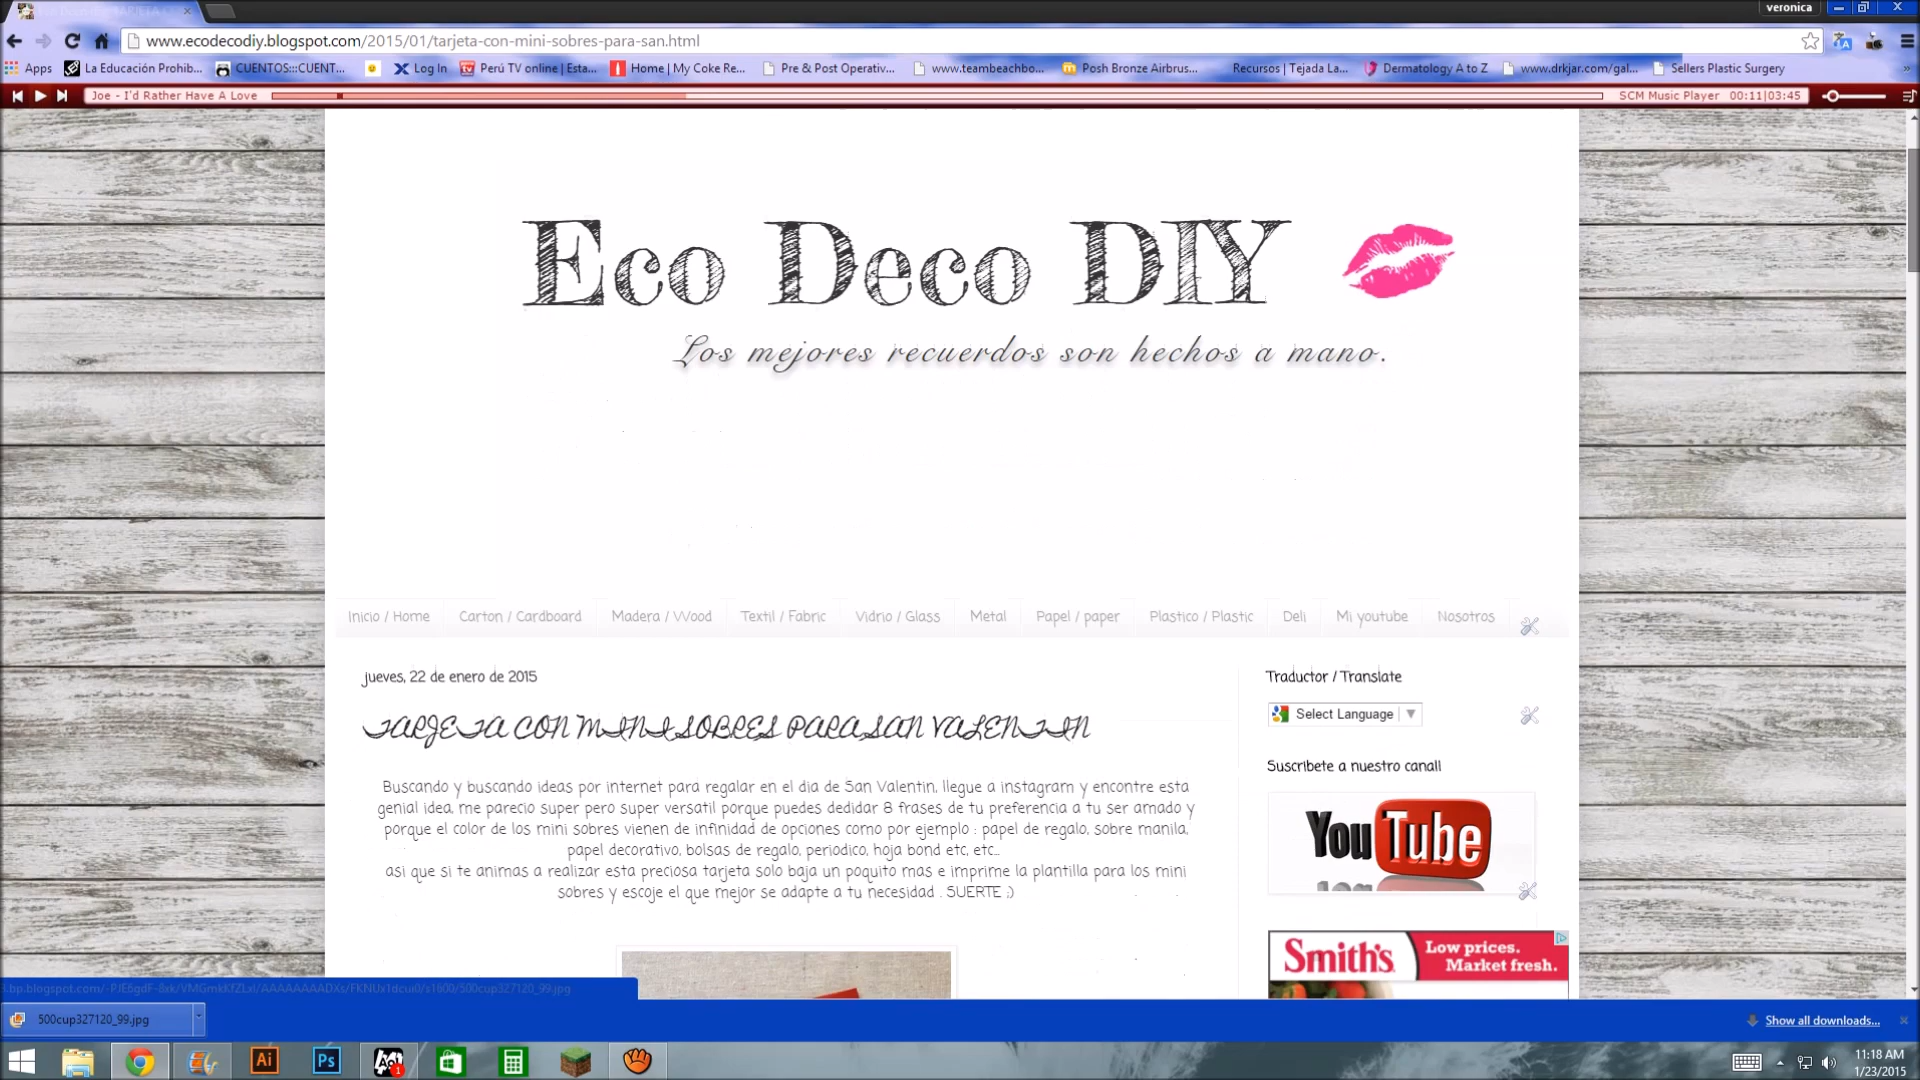 veronica
www.ecodecodiy.blogspot.com/2015/01/tarjeta-con-mini-sobres-para-san.html
Apps La Educación Prohib... CUENTOS:::CUENT... Log In Perú TV online | Esta... Home | My Coke Re... Pre & Post Operativ... www.teambeachbo... Posh Bronze Airbrus... Recursos | Tejada La... Dermatology A to Z www.drkjar.com/gal... Sellers Plastic Surgery »
Joe - I'd Rather Have A Love SCM Music Player 00:11|03:45
Eco Deco DIY
Los mejores recuerdos son hechos a mano.
Inicio / Home Carton / Cardboard Madera / Wood Textil / Fabric Vidrio / Glass Metal Papel / paper Plastico / Plastic Deli Mi youtube Nosotros
jueves, 22 de enero de 2015
TARJETA CON MINI SOBRES PARA SAN VALENTIN
Buscando y buscando ideas por internet para regalar en el dia de San Valentin, llegue a instagram y encontre esta
genial idea, me parecio super pero super versatil porque puedes dedidar 8 frases de tu preferencia a tu ser amado y
porque el color de los mini sobres vienen de infinidad de opciones como por ejemplo : papel de regalo, sobre manila,
papel decorativo, bolsas de regalo, periodico, hoja bond etc, etc...
asi que si te animas a realizar esta preciosa tarjeta solo baja un poquito mas e imprime la plantilla para los mini
sobres y escoje el que mejor se adapte a tu necesidad . SUERTE ;)
Traductor / Translate
Select Language ▼
Suscribete a nuestro canal!
YouTube
Smith's Low prices.
Market fresh.
500cup327120_99.jpg
Show all downloads...
Ai Ps
11:18 AM
1/23/2015